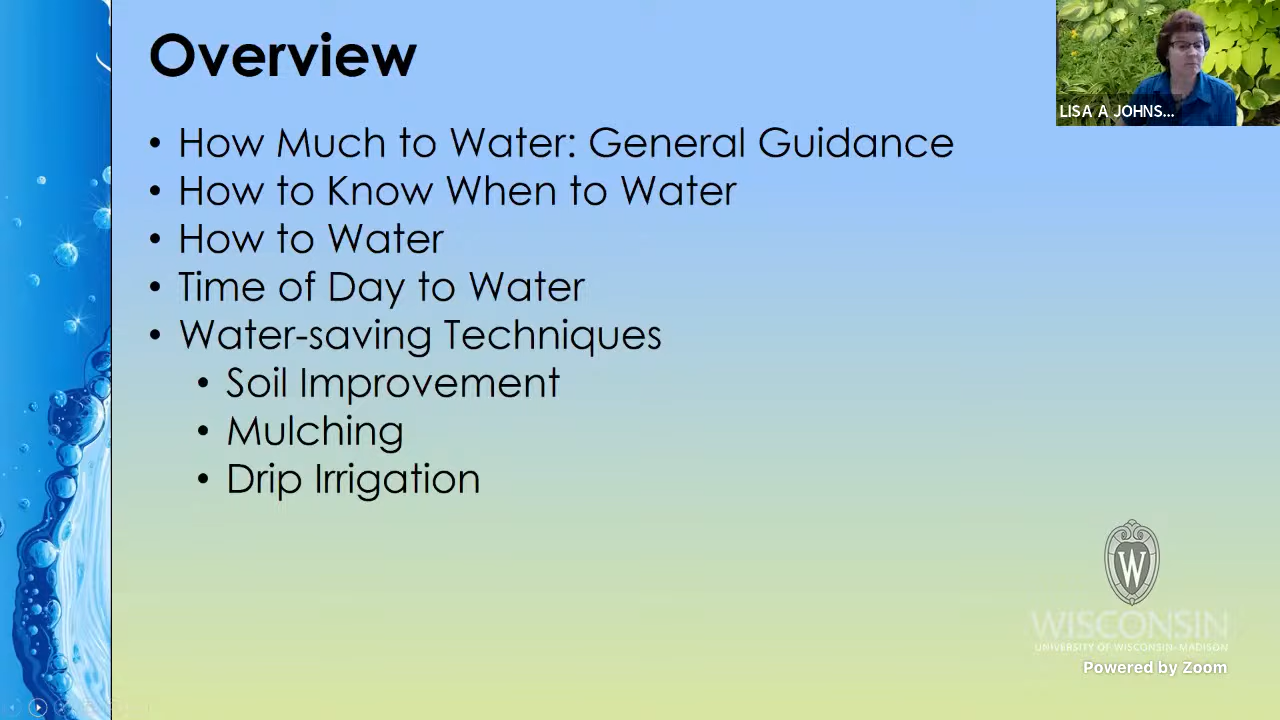 Overview
LISA A JOHNS...
• How Much to Water: General Guidance
• How to Know When to Water
• How to Water
• Time of Day to Water
• Water-saving Techniques
• Soil Improvement
• Mulching
• Drip Irrigation
W
WISCONSIN
UNIVERSITY OF WISCONSIN-MADISON
Powered by Zoom